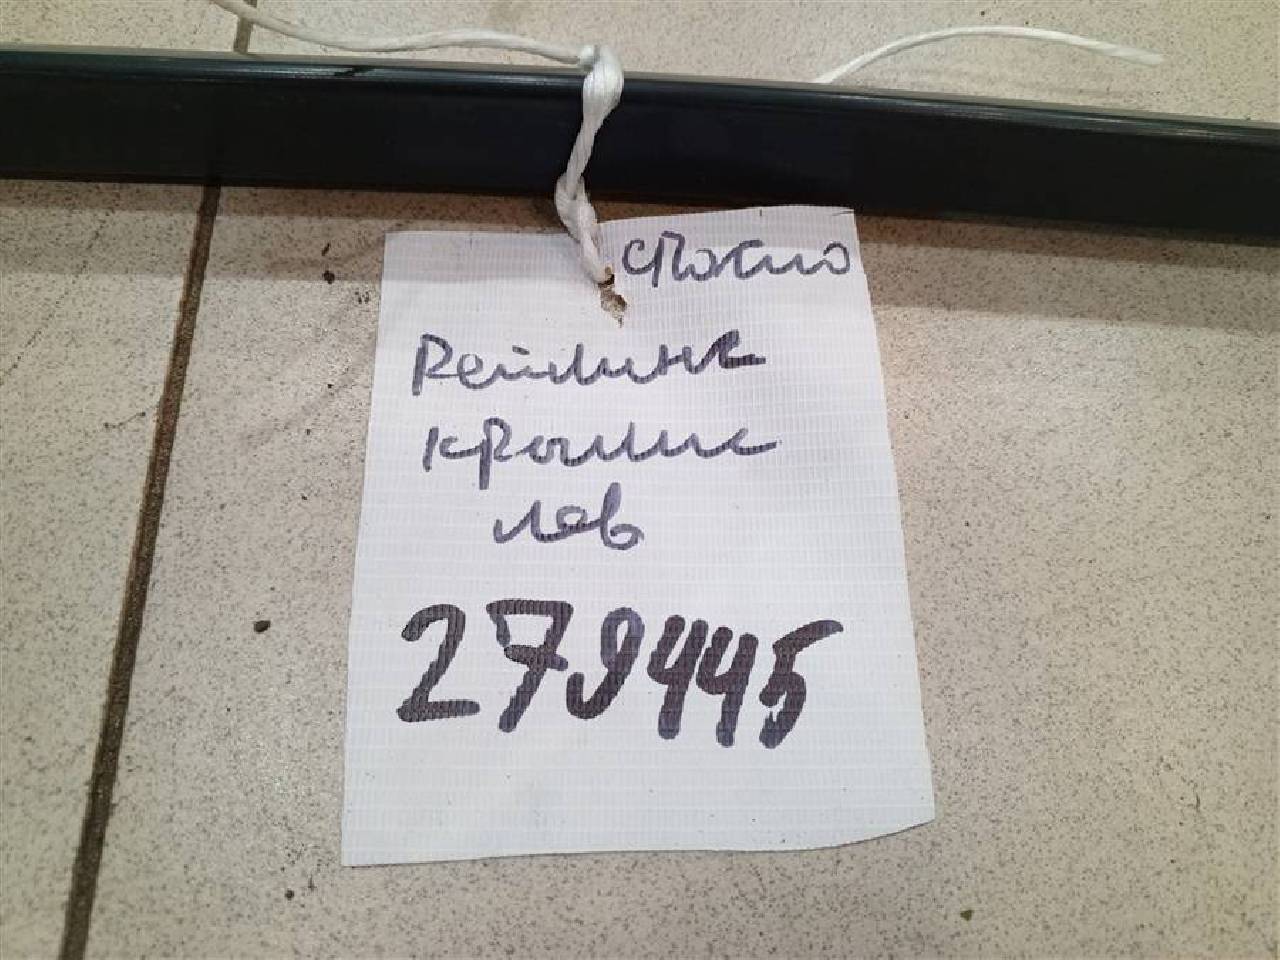 Рейлинг
крыши
лев
279445